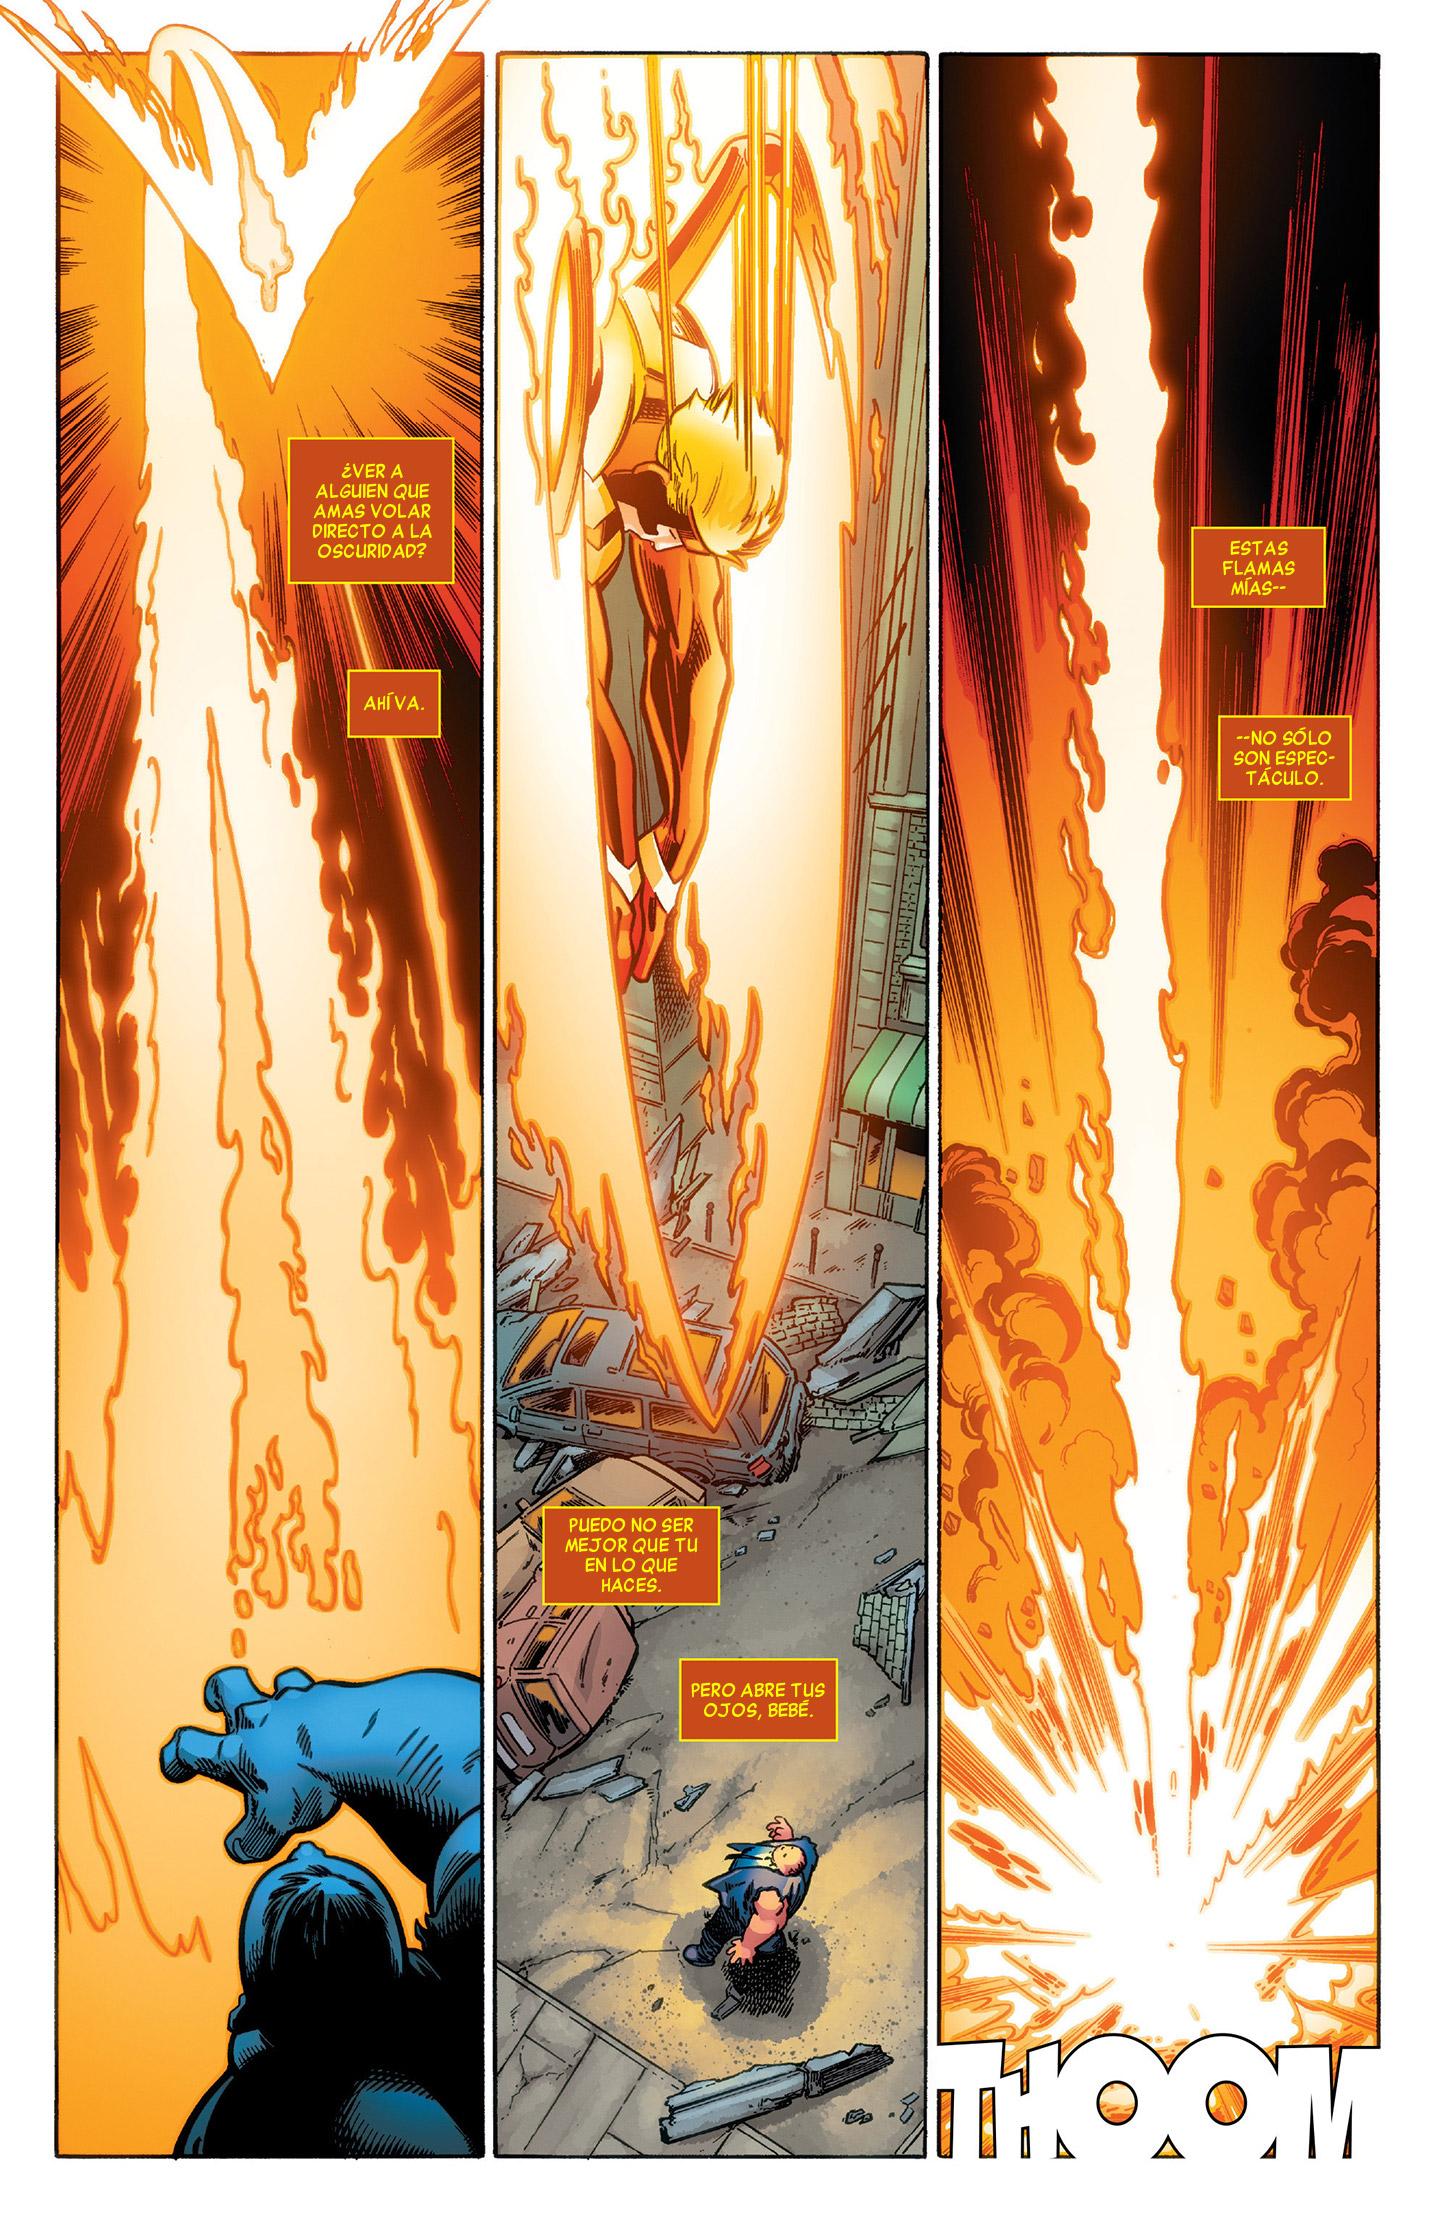 ¿VER A
ALGUIEN QUE
AMAS VOLAR
DIRECTO A LA
OSCURIDAD?
AHÍ VA.
PUEDO NO SER
MEJOR QUE TU
EN LO QUE
HACES.
PERO ABRE TUS
OJOS, BEBÉ.
ESTAS
FLAMAS
MÍAS--
--NO SÓLO
SON ESPEC-
TÁCULO.
THOOM